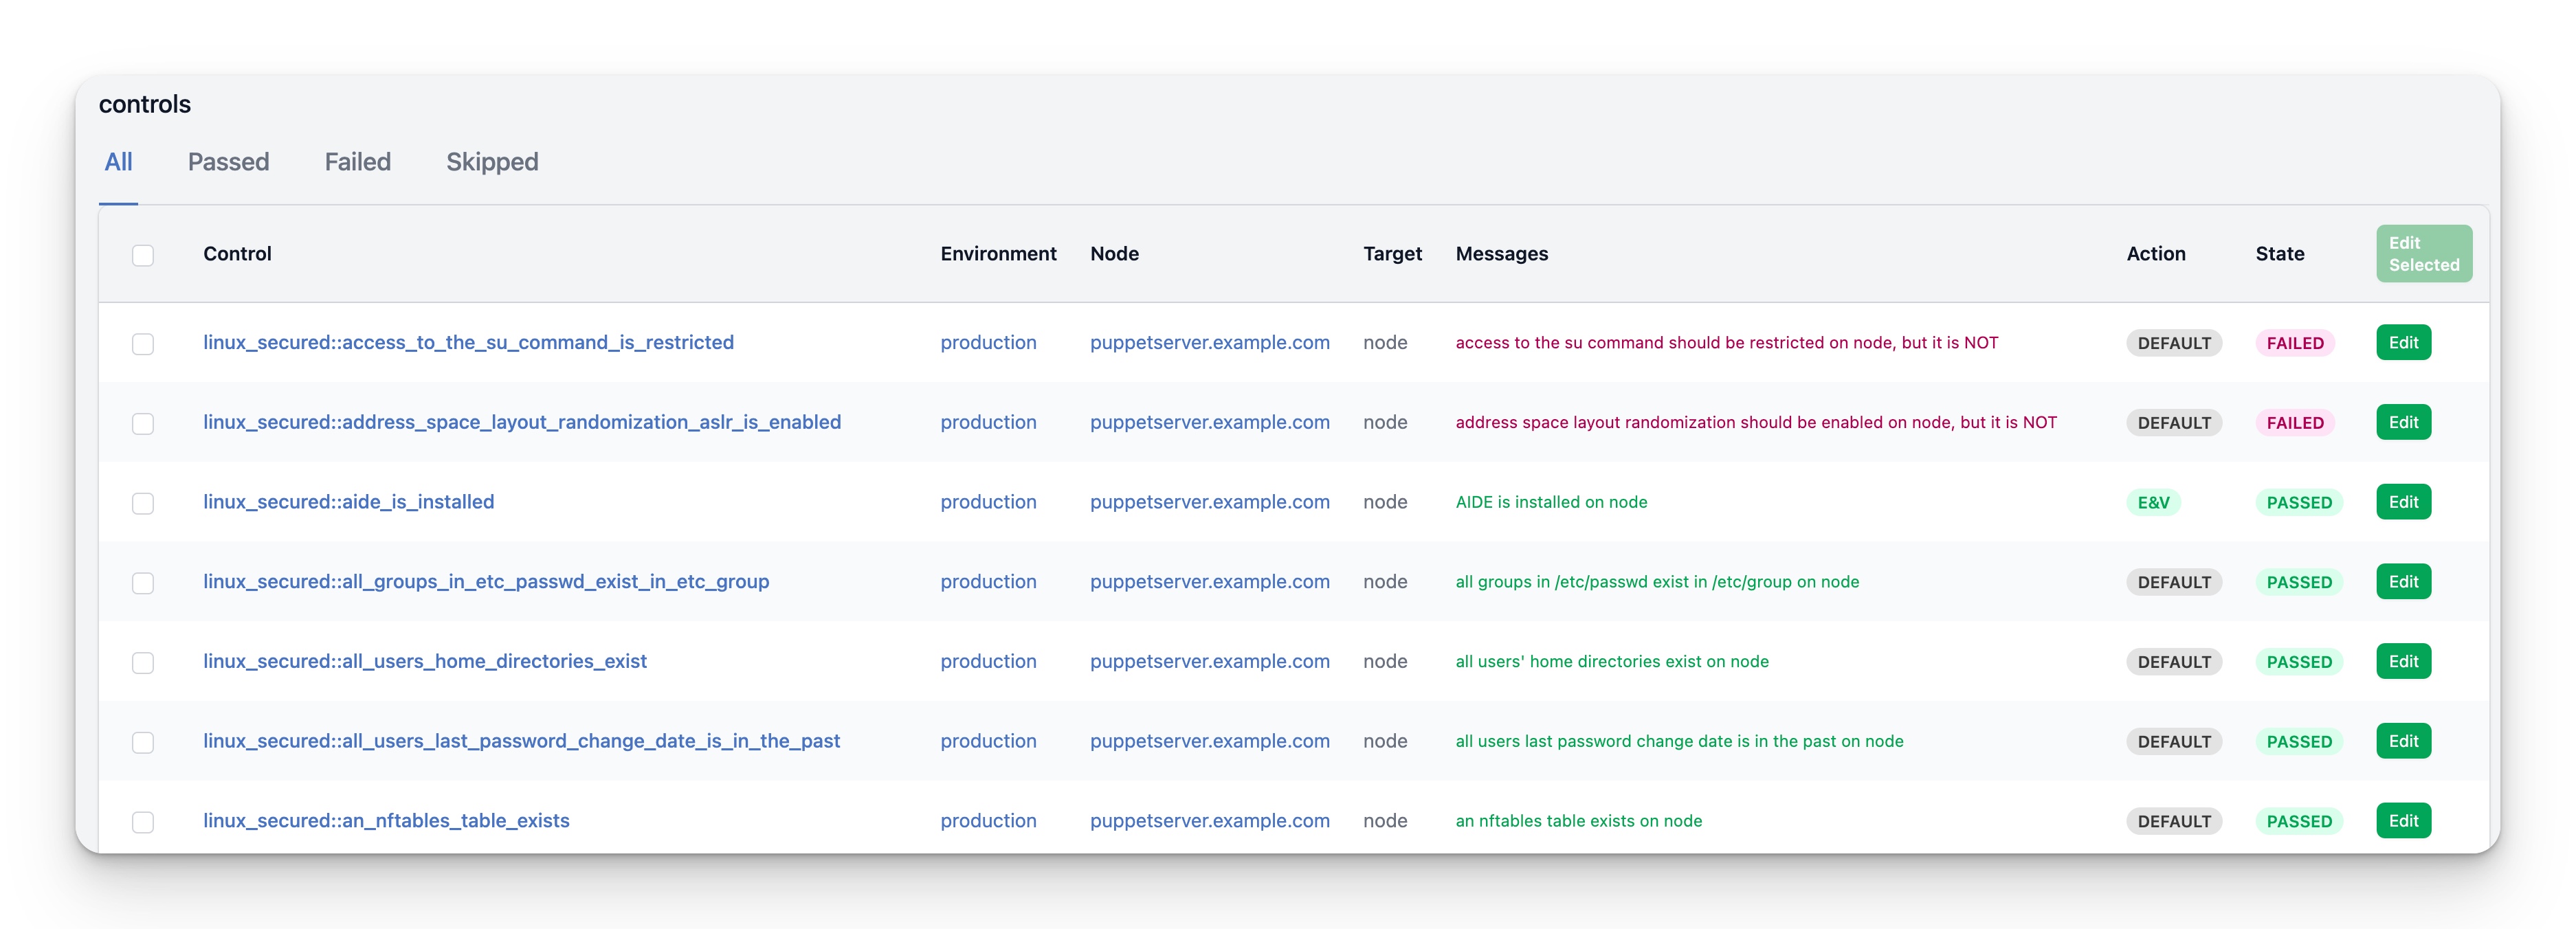 controls
All Passed Failed Skipped
Control Environment Node Target Messages Action State Edit Selected
linux_secured::access_to_the_su_command_is_restricted production puppetserver.example.com node access to the su command should be restricted on node, but it is NOT DEFAULT FAILED Edit
linux_secured::address_space_layout_randomization_aslr_is_enabled production puppetserver.example.com node address space layout randomization should be enabled on node, but it is NOT DEFAULT FAILED Edit
linux_secured::aide_is_installed production puppetserver.example.com node AIDE is installed on node E&V PASSED Edit
linux_secured::all_groups_in_etc_passwd_exist_in_etc_group production puppetserver.example.com node all groups in /etc/passwd exist in /etc/group on node DEFAULT PASSED Edit
linux_secured::all_users_home_directories_exist production puppetserver.example.com node all users' home directories exist on node DEFAULT PASSED Edit
linux_secured::all_users_last_password_change_date_is_in_the_past production puppetserver.example.com node all users last password change date is in the past on node DEFAULT PASSED Edit
linux_secured::an_nftables_table_exists production puppetserver.example.com node an nftables table exists on node DEFAULT PASSED Edit